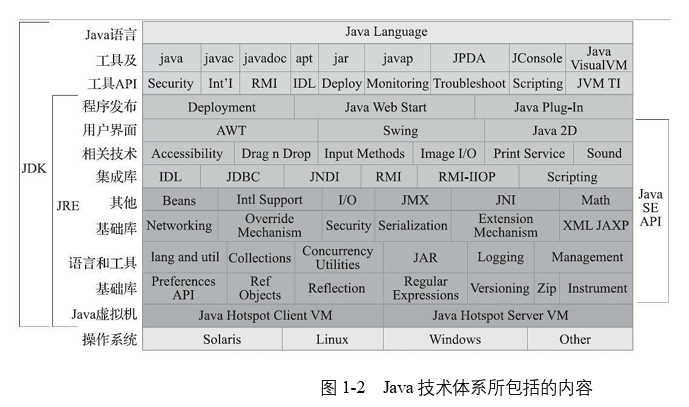 Java语言 Java Language
工具及 java javac javadoc apt jar javap JPDA JConsole Java VisualVM
工具API Security Int'I RMI IDL Deploy Monitoring Troubleshoot Scripting JVM TI
程序发布 Deployment Java Web Start Java Plug-In
用户界面 AWT Swing Java 2D
相关技术 Accessibility Drag n Drop Input Methods Image I/O Print Service Sound
集成库 IDL JDBC JNDI RMI RMI-IIOP Scripting
其他 Beans Intl Support I/O JMX JNI Math
基础库 Networking Override Mechanism Security Serialization Extension Mechanism XML JAXP
语言和工具 lang and util Collections Concurrency Utilities JAR Logging Management
基础库 Preferences API Ref Objects Reflection Regular Expressions Versioning Zip Instrument
Java虚拟机 Java Hotspot Client VM Java Hotspot Server VM
操作系统 Solaris Linux Windows Other
JDK
JRE
Java SE API
图 1-2 Java 技术体系所包括的内容